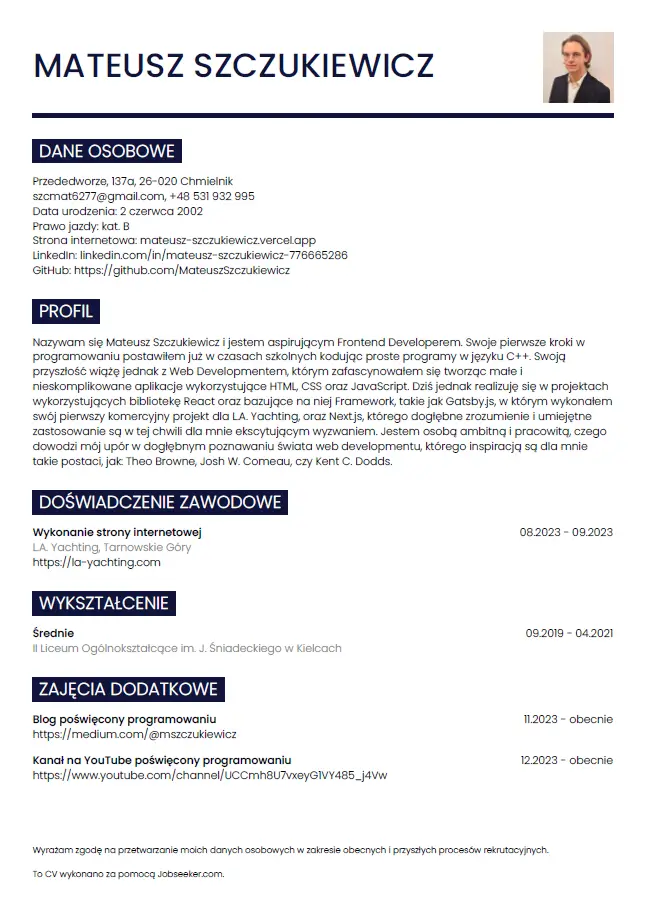 MATEUSZ SZCZUKIEWICZ
DANE OSOBOWE
Przededworze, 137a, 26-020 Chmielnik
szcmat6277@gmail.com, +48 531 932 995
Data urodzenia: 2 czerwca 2002
Prawo jazdy: kat. B
Strona internetowa: mateusz-szczukiewicz.vercel.app
LinkedIn: linkedin.com/in/mateusz-szczukiewicz-776665286
GitHub: https://github.com/MateuszSzczukiewicz
PROFIL
Nazywam się Mateusz Szczukiewicz i jestem aspirującym Frontend Developerem. Swoje pierwsze kroki w
programowaniu postawiłem już w czasach szkolnych kodując proste programy w języku C++. Swoją
przyszłość wiążę jednak z Web Developmentem, którym zafascynowałem się tworząc małe i
nieskomplikowane aplikacje wykorzystujące HTML, CSS oraz JavaScript. Dziś jednak realizuję się w projektach
wykorzystujących bibliotekę React oraz bazujące na niej Framework, takie jak Gatsby.js, w którym wykonałem
swój pierwszy komercyjny projekt dla L.A. Yachting, oraz Next.js, którego dogłębne zrozumienie i umiejętne
zastosowanie są w tej chwili dla mnie ekscytującym wyzwaniem. Jestem osobą ambitną i pracowitą, czego
dowodzi mój upór w dogłębnym poznawaniu świata web developmentu, którego inspiracją są dla mnie
takie postaci, jak: Theo Browne, Josh W. Comeau, czy Kent C. Dodds.
DOŚWIADCZENIE ZAWODOWE
Wykonanie strony internetowej 08.2023 - 09.2023
L.A. Yachting, Tarnowskie Góry
https://la-yachting.com
WYKSZTAŁCENIE
Średnie 09.2019 - 04.2021
II Liceum Ogólnokształcące im. J. Śniadeckiego w Kielcach
ZAJĘCIA DODATKOWE
Blog poświęcony programowaniu 11.2023 - obecnie
https://medium.com/@mszczukiewicz
Kanał na YouTube poświęcony programowaniu 12.2023 - obecnie
https://www.youtube.com/channel/UCCmh8U7vxeyG1VY485_j4Vw
Wyrażam zgodę na przetwarzanie moich danych osobowych w zakresie obecnych i przyszłych procesów rekrutacyjnych.
To CV wykonano za pomocą Jobseeker.com.